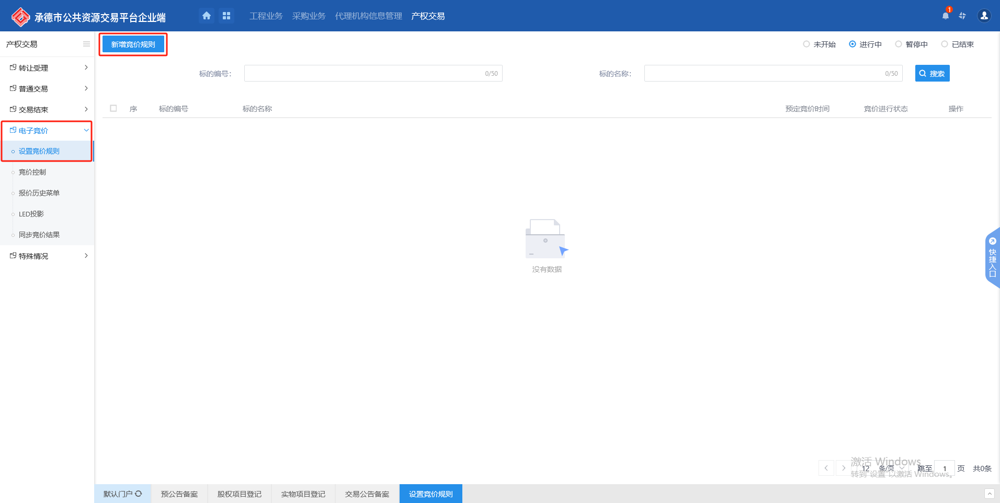 承德市公共资源交易平台企业端
工程业务 采购业务 代理机构信息管理 产权交易
1
产权交易
转让受理
普通交易
交易结束
电子竞价
设置竞价规则
竞价控制
报价历史菜单
LED投影
同步竞价结果
特殊情况
新增竞价规则
未开始 进行中 暂停中 已结束
标的编号： 0/50 标的名称： 0/50 搜索
序 标的编号 标的名称 预定竞价时间 竞价进行状态 操作
没有数据
快捷入口
激活 Windows
转到"设置"以激活 Windows。
12 条/页 跳至 1 页 共0条
默认门户 预公告备案 股权项目登记 实物项目登记 交易公告备案 设置竞价规则